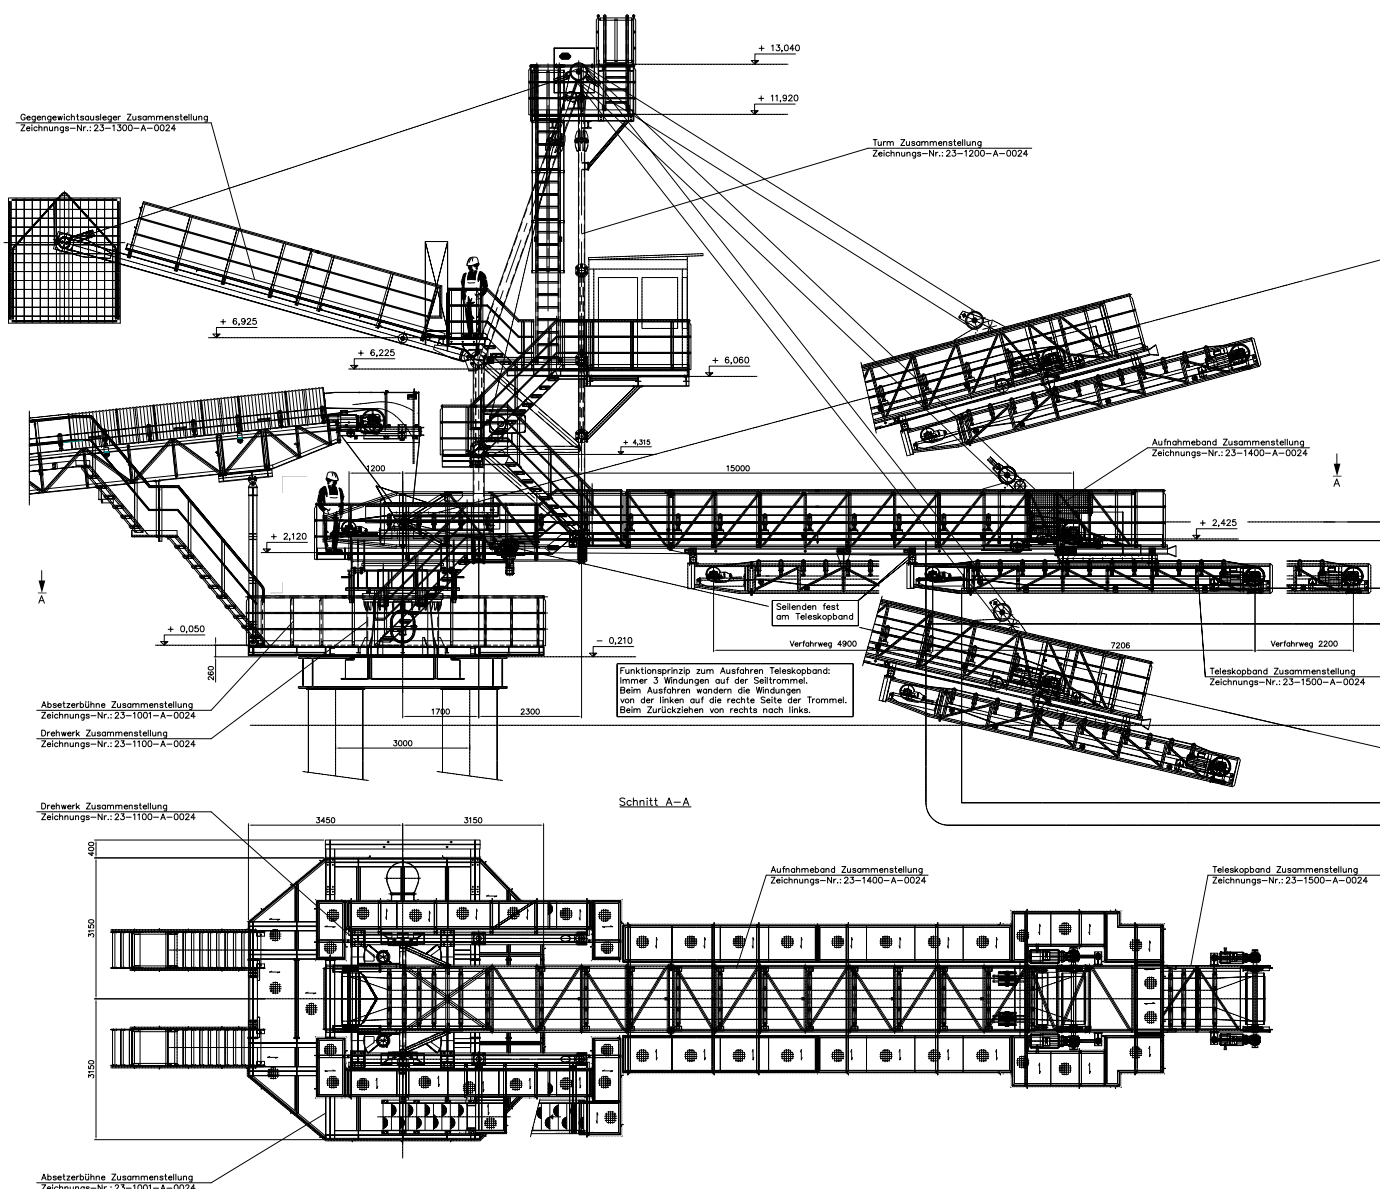 + 13,040
+ 11,920
Gegengewichtsausleger Zusammenstellung
Zeichnungs-Nr.: 23-1300-A-0024
Turm Zusammenstellung
Zeichnungs-Nr.: 23-1200-A-0024
+ 6,925
+ 6,225
+ 6,060
+ 4,315
Aufnahmeband Zusammenstellung
Zeichnungs-Nr.: 23-1400-A-0024
1200
15000
A
+ 2,120
+ 2,425
A
Seilenden fest
am Teleskopband
+ 0,050
- 0,210
260
Verfahrweg 4900
7206
Verfahrweg 2200
Funktionsprinzip zum Ausfahren Teleskopband:
Immer 3 Windungen auf der Seiltrommel.
Beim Ausfahren wandern die Windungen
von der linken auf die rechte Seite der Trommel.
Beim Zurückziehen von rechts nach links.
Teleskopband Zusammenstellung
Zeichnungs-Nr.: 23-1500-A-0024
Absetzerbühne Zusammenstellung
Zeichnungs-Nr.: 23-1001-A-0024
1700
2300
Drehwerk Zusammenstellung
Zeichnungs-Nr.: 23-1100-A-0024
3000
Schnitt A-A
Drehwerk Zusammenstellung
Zeichnungs-Nr.: 23-1100-A-0024
3450
3150
400
Aufnahmeband Zusammenstellung
Zeichnungs-Nr.: 23-1400-A-0024
Teleskopband Zusammenstellung
Zeichnungs-Nr.: 23-1500-A-0024
3150
3150
Absetzerbühne Zusammenstellung
Zeichnungs-Nr.: 23-1001-A-0024